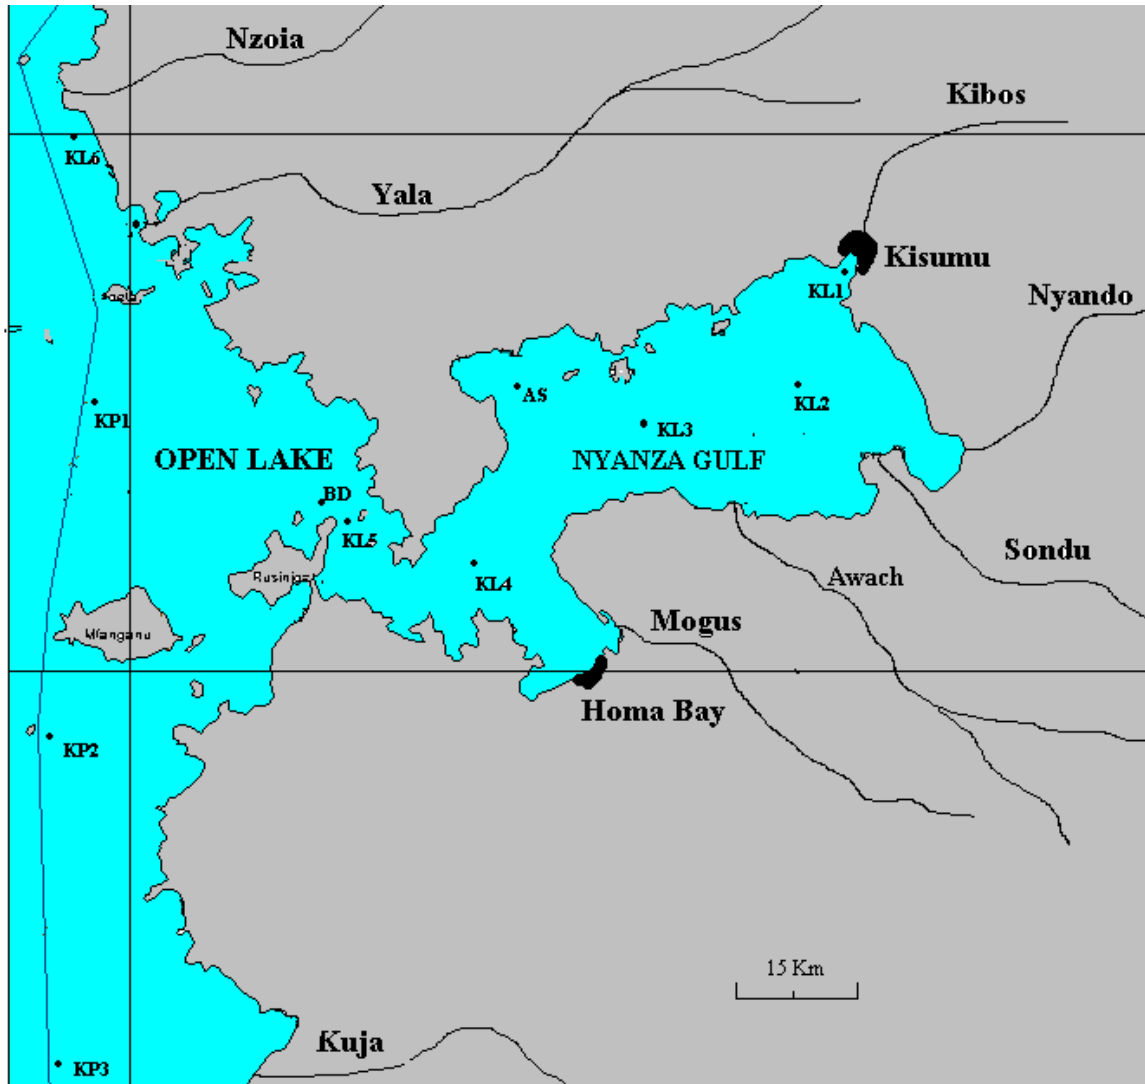 Nzoia
Kibos
KL6
Yala
Kisumu
KL1
Nyando
AS
KL2
KP1
KL3
OPEN LAKE
NYANZA GULF
BD
KL5
Sondu
Rusinga
KL4
Awach
Mfanganu
Mogus
Homa Bay
KP2
15 Km
Kuja
KP3